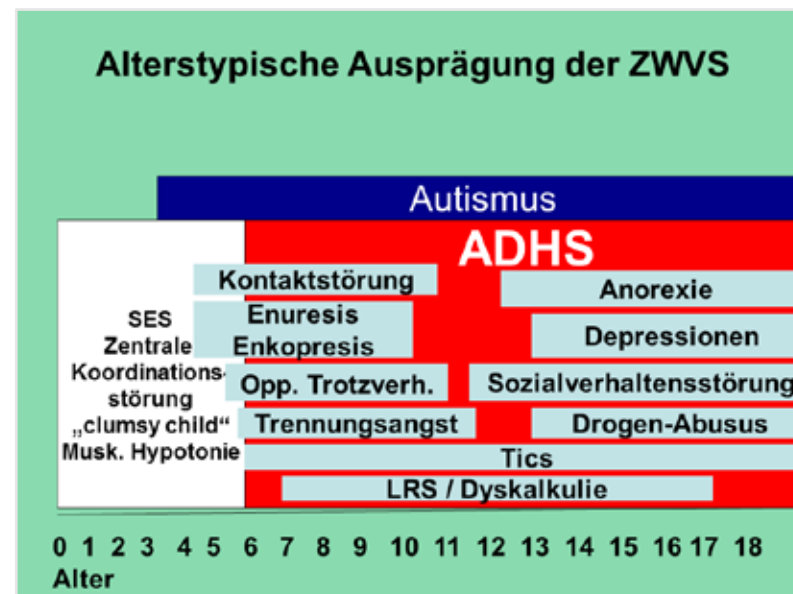 Alterstypische Ausprägung der ZWVS
Autismus
ADHS
SES
Zentrale
Koordinations-
störung
„clumsy child“
Musk. Hypotonie
Kontaktstörung
Enuresis
Enkopresis
Opp. Trotzverh.
Trennungsangst
Anorexie
Depressionen
Sozialverhaltensstörung
Drogen-Abusus
Tics
LRS / Dyskalkulie
0 1 2 3 4 5 6 7 8 9 10 11 12 13 14 15 16 17 18
Alter